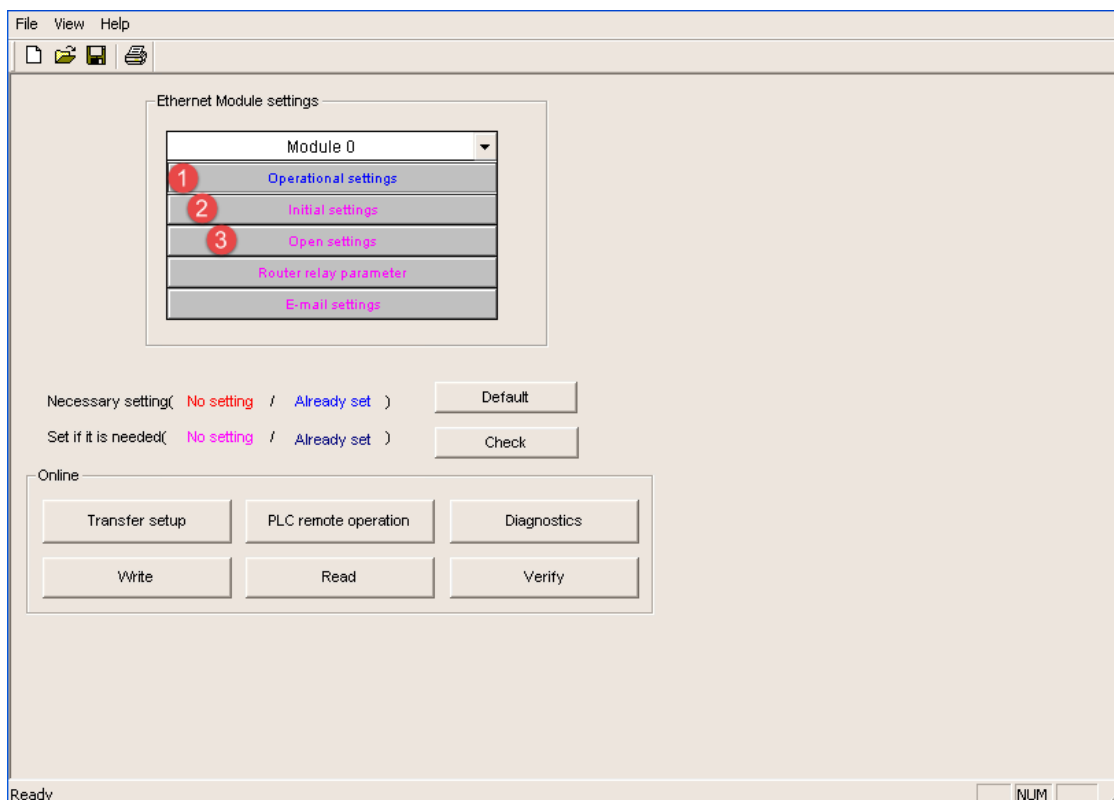 File View Help
Ethernet Module settings
Module 0
1 Operational settings
2 Initial settings
3 Open settings
Router relay parameter
E-mail settings
Necessary setting( No setting / Already set )
Default
Set if it is needed( No setting / Already set )
Check
Online
Transfer setup PLC remote operation Diagnostics
Write Read Verify
Ready NUM